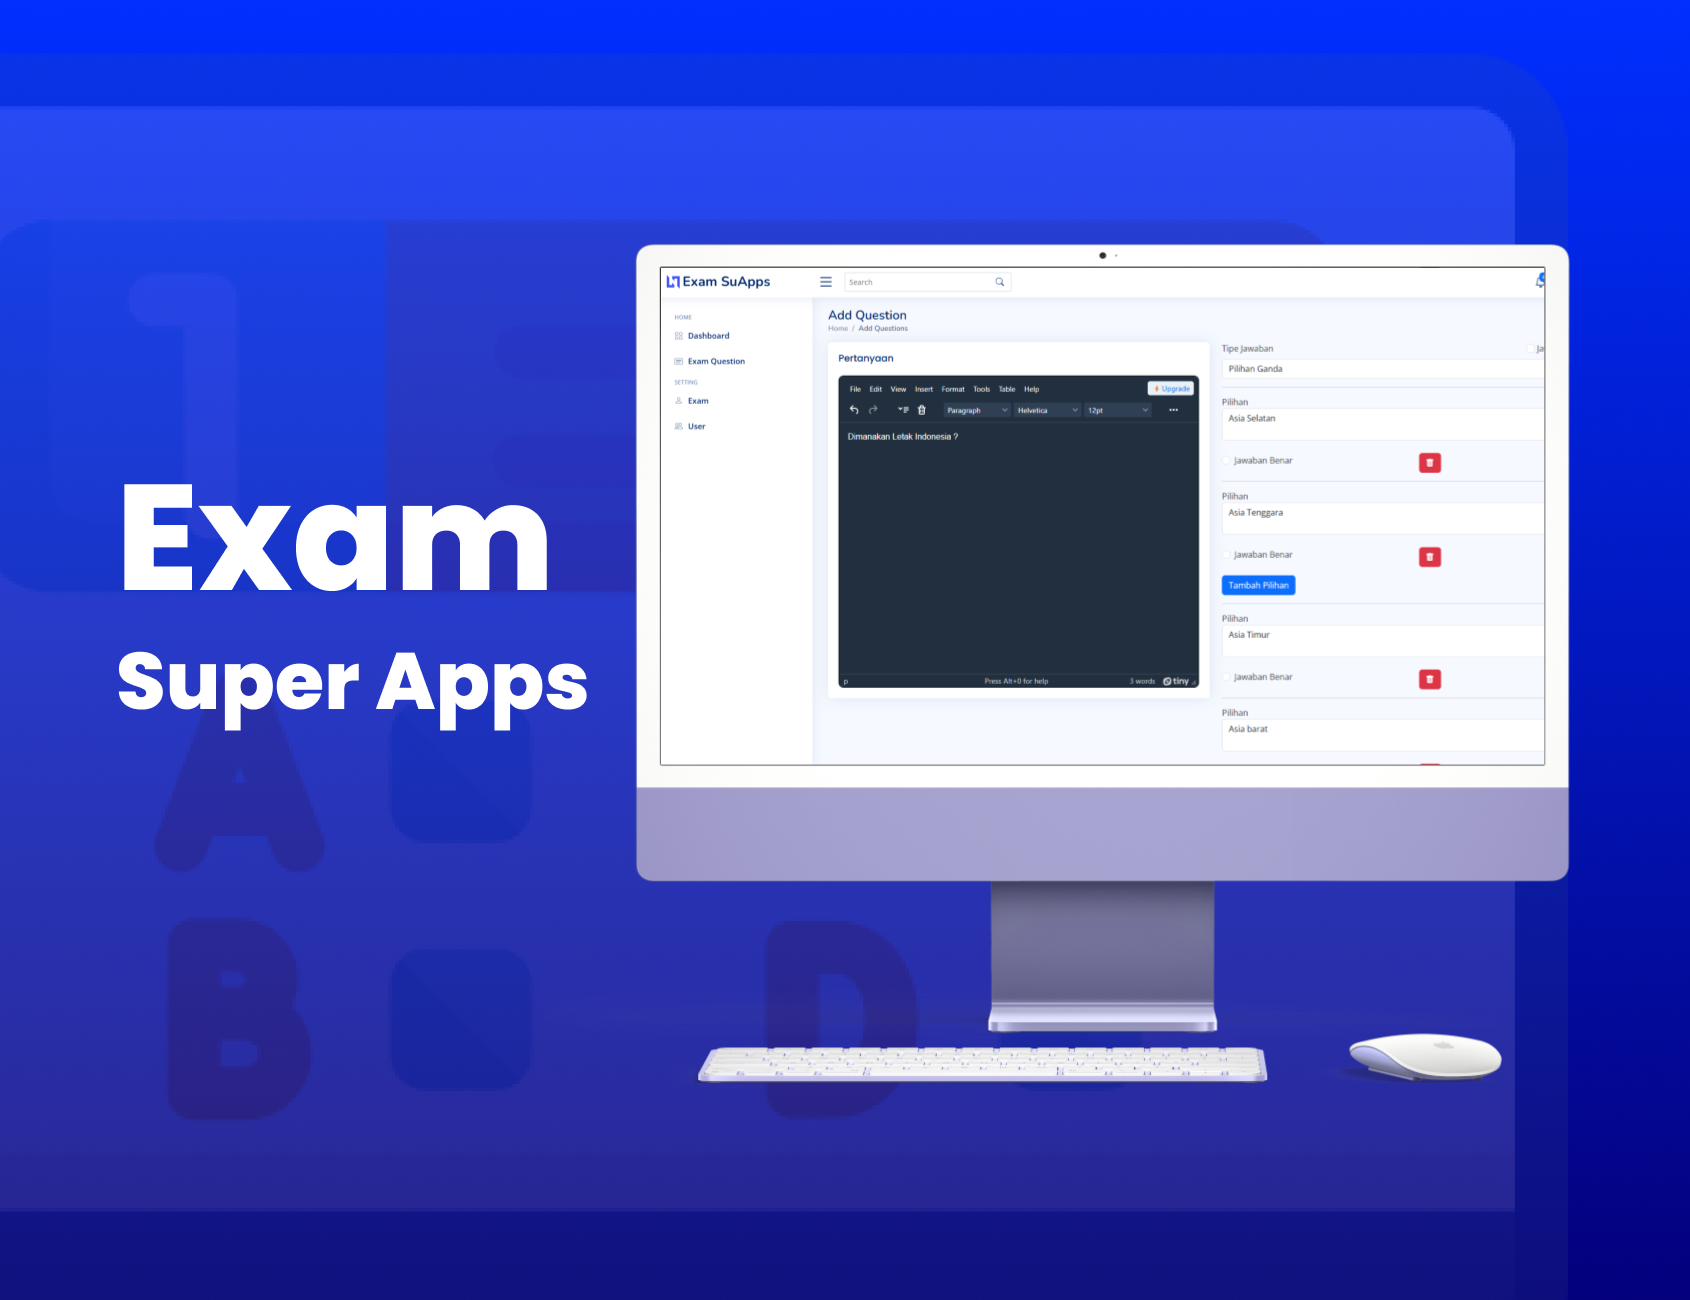 Exam
Super Apps
Exam SuApps
Search
HOME
Dashboard
Exam Question
SETTING
Exam
User
Add Question
Home / Add Questions
Pertanyaan
File Edit View Insert Format Tools Table Help
Upgrade
Paragraph Helvetica 12pt
Dimanakan Letak Indonesia ?
p Press Alt+0 for help 3 words tiny
Tipe Jawaban Ja
Pilihan Ganda
Pilihan
Asia Selatan
Jawaban Benar
Pilihan
Asia Tenggara
Jawaban Benar
Tambah Pilihan
Pilihan
Asia Timur
Jawaban Benar
Pilihan
Asia barat
1
A
B
D